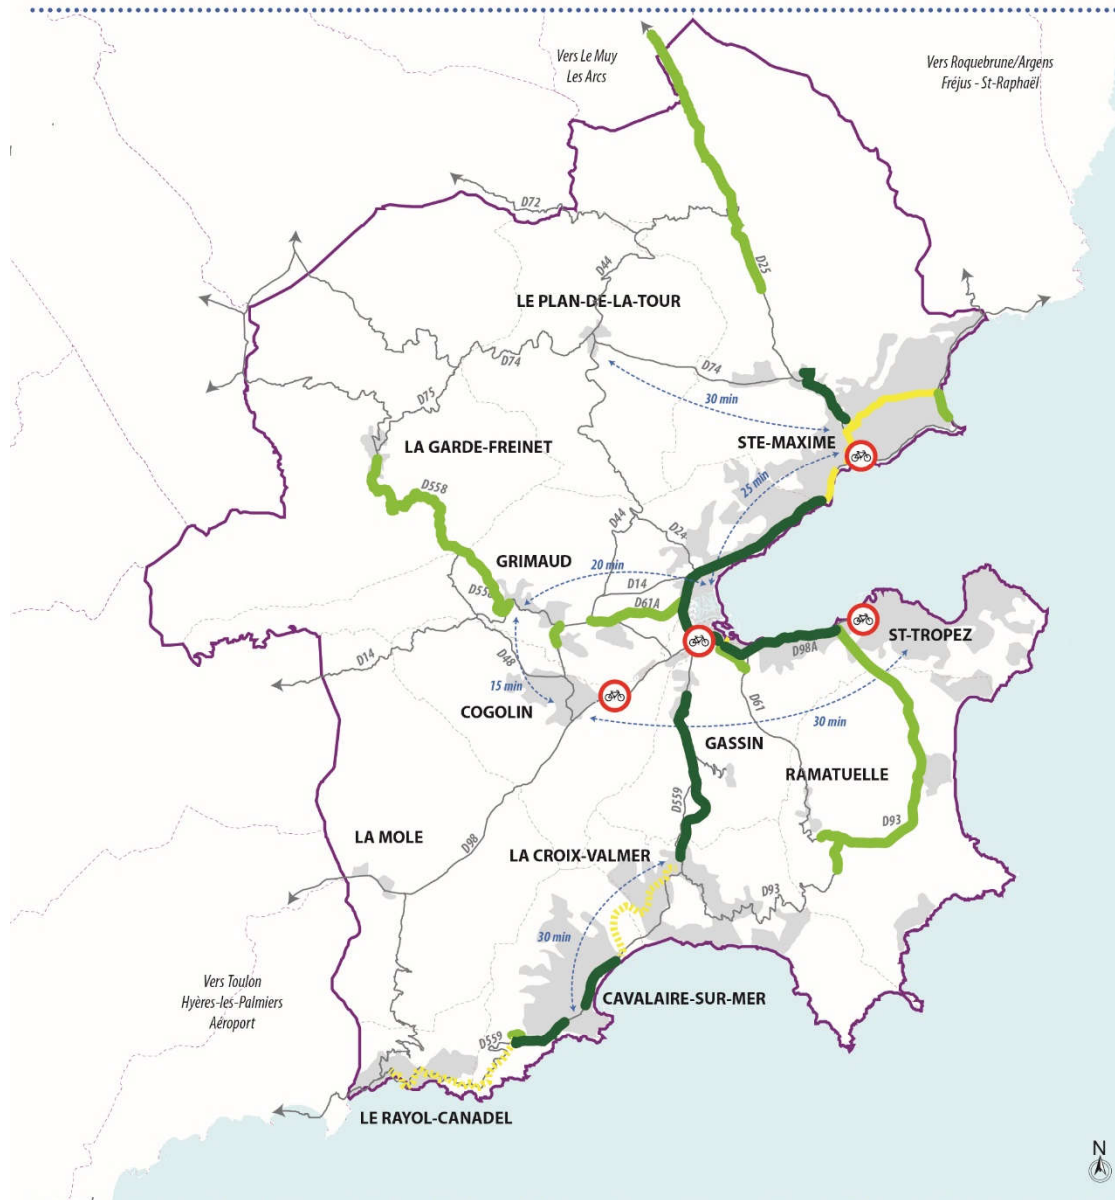 Vers Le Muy
Les Arcs
Vers Roquebrune/Argens
Fréjus - St-Raphaël
D72
D44
D25
LE PLAN-DE-LA-TOUR
D74
D74
D75
30 min
STE-MAXIME
LA GARDE-FREINET
D558
25 min
D44
D24
GRIMAUD
20 min
D14
D61A
ST-TROPEZ
D98A
D14
D48
15 min
COGOLIN
D61
30 min
GASSIN
RAMATUELLE
D559
D93
LA MOLE
D98
LA CROIX-VALMER
D93
30 min
Vers Toulon
Hyères-les-Palmiers
Aéroport
CAVALAIRE-SUR-MER
D559
LE RAYOL-CANADEL
N